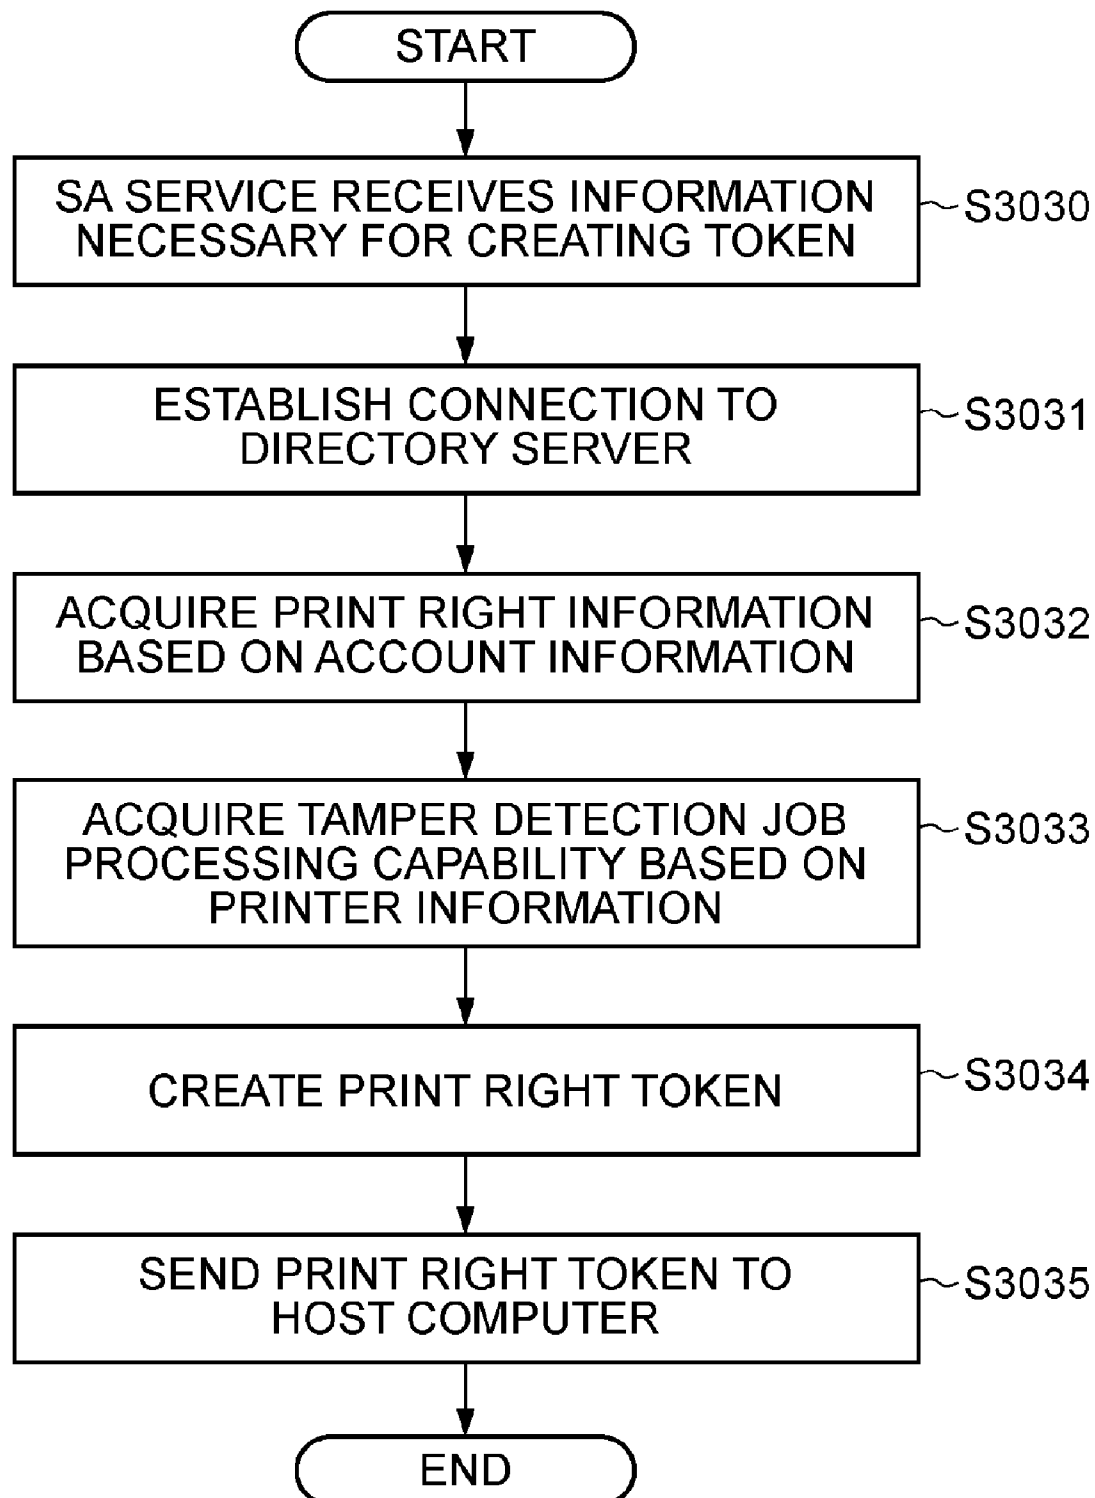 START
SA SERVICE RECEIVES INFORMATION
NECESSARY FOR CREATING TOKEN
S3030
ESTABLISH CONNECTION TO
DIRECTORY SERVER
S3031
ACQUIRE PRINT RIGHT INFORMATION
BASED ON ACCOUNT INFORMATION
S3032
ACQUIRE TAMPER DETECTION JOB
PROCESSING CAPABILITY BASED ON
PRINTER INFORMATION
S3033
CREATE PRINT RIGHT TOKEN
S3034
SEND PRINT RIGHT TOKEN TO
HOST COMPUTER
S3035
END